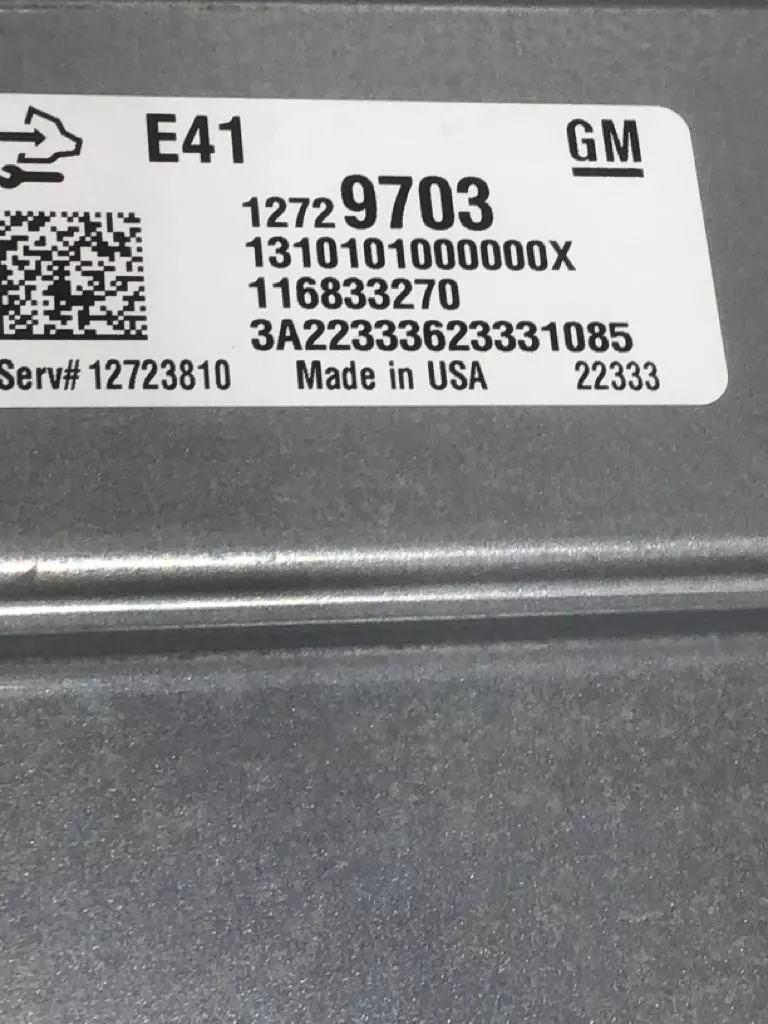 E41 GM
12729703
1310101000000X
116833270
3A22333623331085
Serv# 12723810 Made in USA 22333